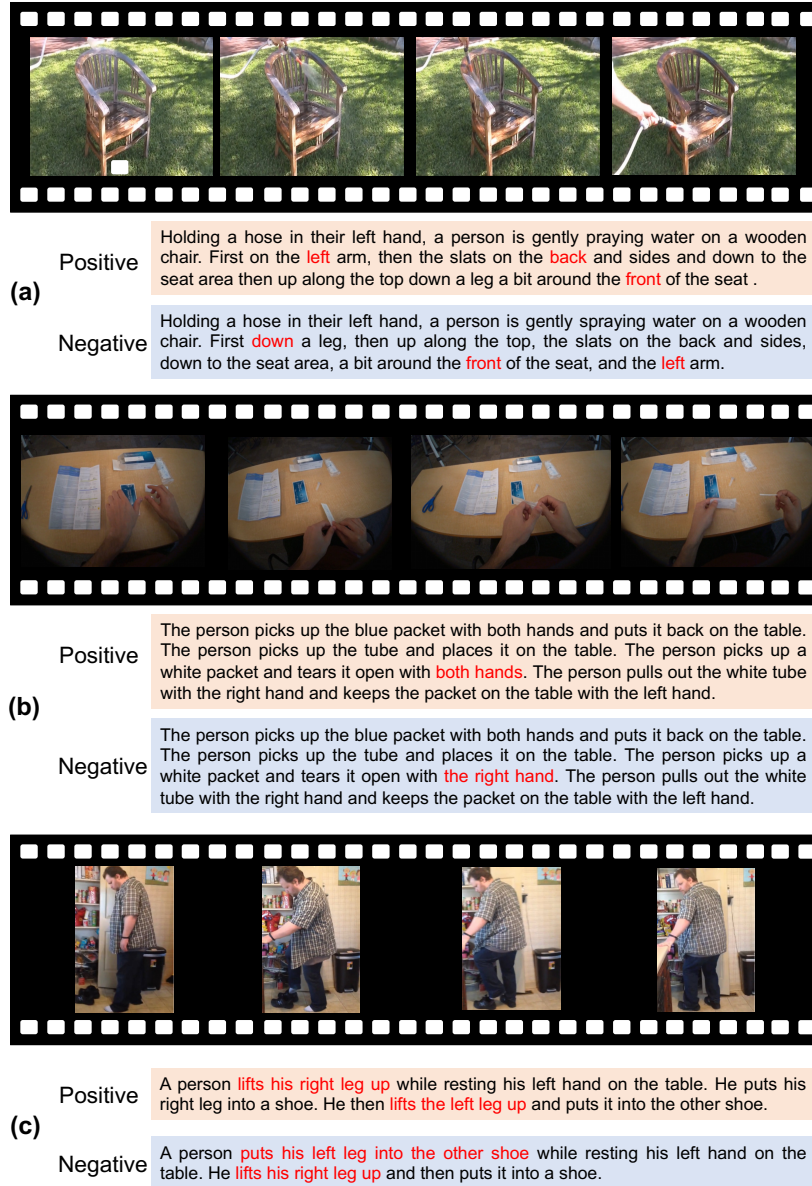 Positive
Holding a hose in their left hand, a person is gently praying water on a wooden
chair. First on the left arm, then the slats on the back and sides and down to the
seat area then up along the top down a leg a bit around the front of the seat .
(a)
Negative
Holding a hose in their left hand, a person is gently spraying water on a wooden
chair. First down a leg, then up along the top, the slats on the back and sides,
down to the seat area, a bit around the front of the seat, and the left arm.
Positive
The person picks up the blue packet with both hands and puts it back on the table.
The person picks up the tube and places it on the table. The person picks up a
white packet and tears it open with both hands. The person pulls out the white tube
with the right hand and keeps the packet on the table with the left hand.
(b)
Negative
The person picks up the blue packet with both hands and puts it back on the table.
The person picks up the tube and places it on the table. The person picks up a
white packet and tears it open with the right hand. The person pulls out the white
tube with the right hand and keeps the packet on the table with the left hand.
Positive
A person lifts his right leg up while resting his left hand on the table. He puts his
right leg into a shoe. He then lifts the left leg up and puts it into the other shoe.
(c)
Negative
A person puts his left leg into the other shoe while resting his left hand on the
table. He lifts his right leg up and then puts it into a shoe.